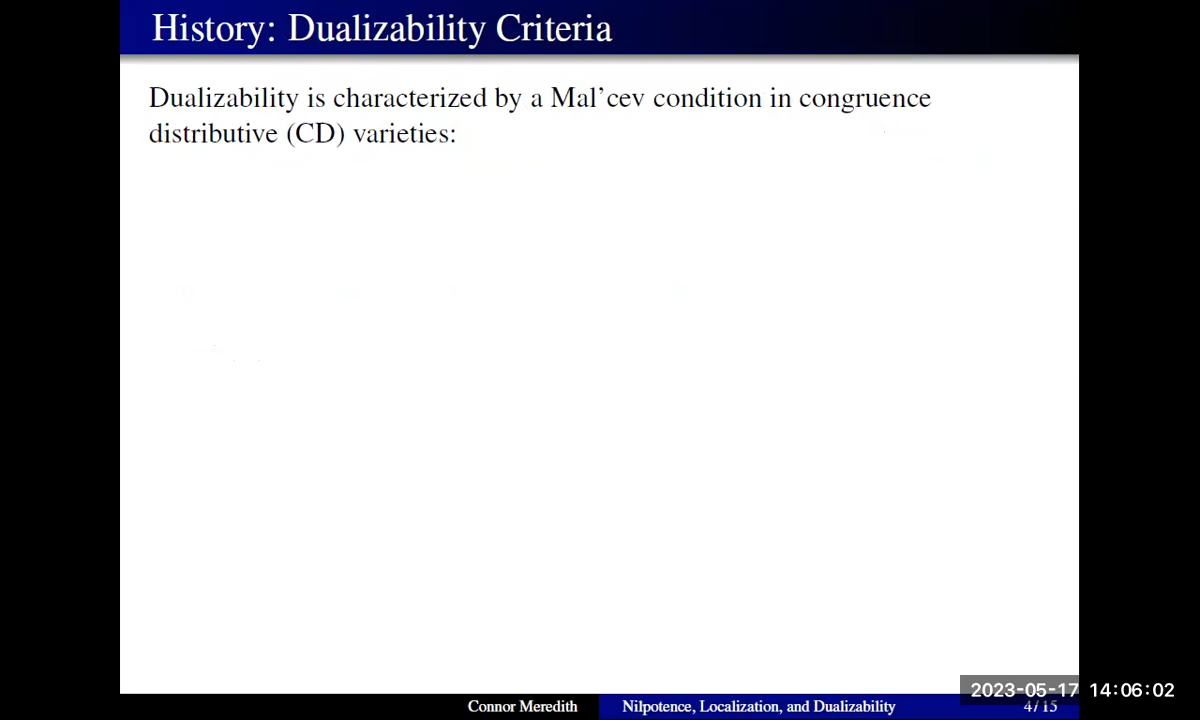 History: Dualizability Criteria
Dualizability is characterized by a Mal'cev condition in congruence
distributive (CD) varieties:
2023-05-17 14:06:02
Connor Meredith Nilpotence, Localization, and Dualizability 4/15